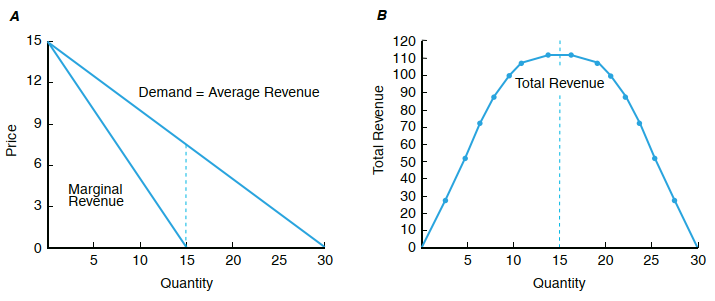 A
15
12
9
6
3
0
Price
Demand = Average Revenue
Marginal
Revenue
5 10 15 20 25 30
Quantity
B
120
110
100
90
80
70
60
50
40
30
20
10
0
Total Revenue
Total Revenue
5 10 15 20 25 30
Quantity